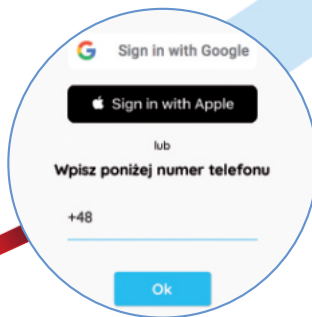 Sign in with Google
Sign in with Apple
lub
Wpisz poniżej numer telefonu
+48
Ok